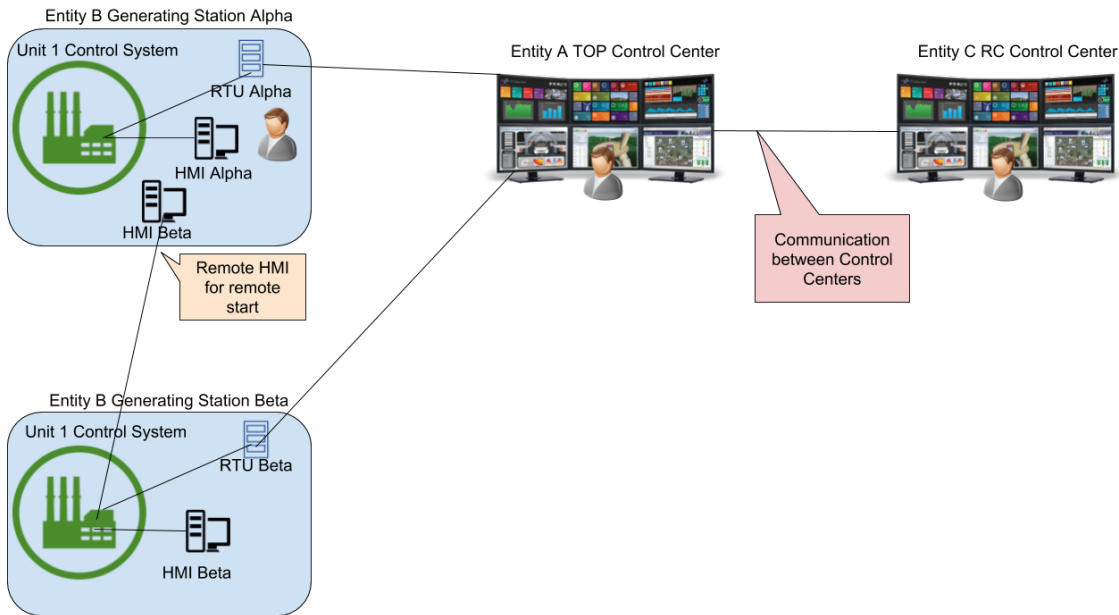 Entity B Generating Station Alpha
Unit 1 Control System
RTU Alpha
HMI Alpha
HMI Beta
Remote HMI
for remote
start
Entity A TOP Control Center
Entity C RC Control Center
Communication
between Control
Centers
Entity B Generating Station Beta
Unit 1 Control System
RTU Beta
HMI Beta